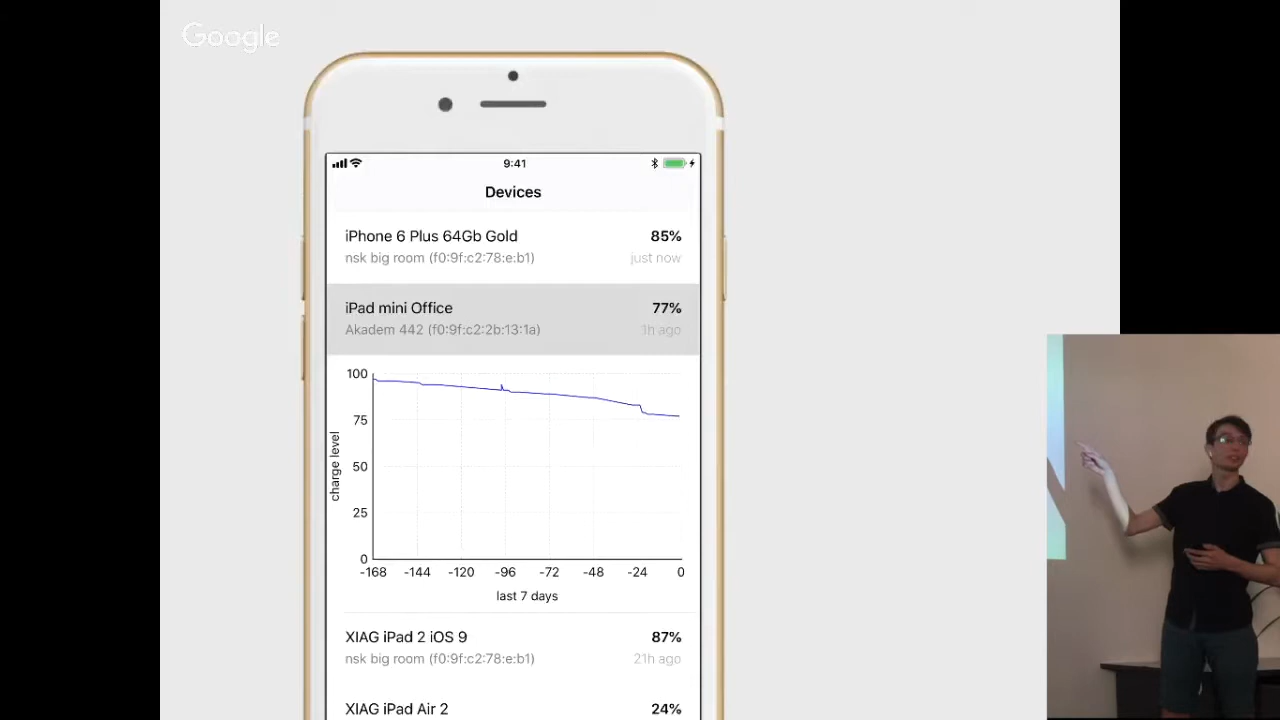 Google
9:41
Devices
iPhone 6 Plus 64Gb Gold 85%
nsk big room (f0:9f:c2:78:e:b1) just now
iPad mini Office 77%
Akadem 442 (f0:9f:c2:2b:13:1a) 1h ago
100
75
50
25
0
charge level
-168 -144 -120 -96 -72 -48 -24 0
last 7 days
XIAG iPad 2 iOS 9 87%
nsk big room (f0:9f:c2:78:e:b1) 21h ago
XIAG iPad Air 2 24%